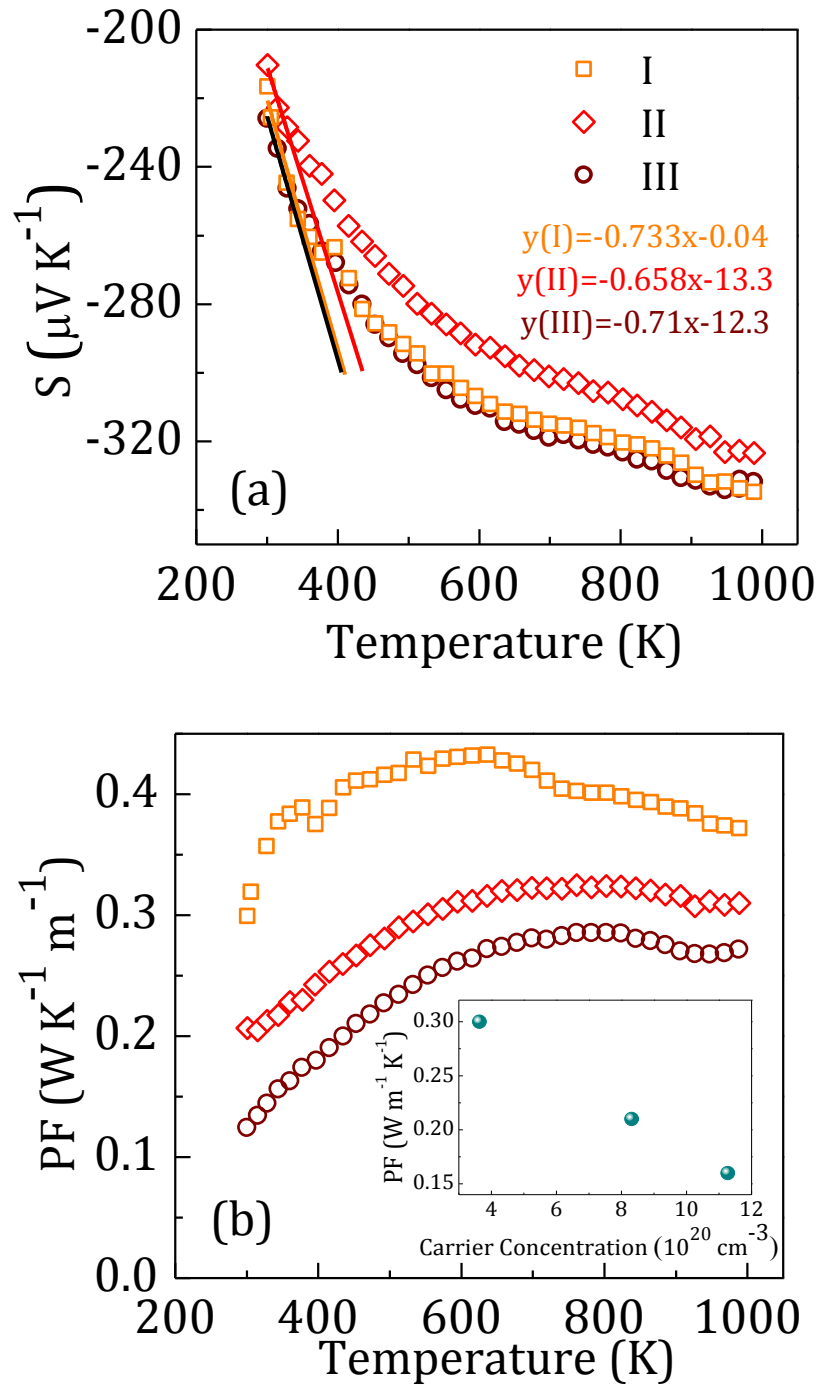 -200
-240
-280
-320
S (μV K⁻¹)
I
II
III
y(I)=-0.733x-0.04
y(II)=-0.658x-13.3
y(III)=-0.71x-12.3
(a)
200 400 600 800 1000
Temperature (K)
0.4
0.3
0.2
0.1
0.0
PF (W K⁻¹ m⁻¹)
0.30
0.25
0.20
0.15
PF (W m⁻¹ K⁻¹)
4 6 8 10 12
Carrier Concentration (10²⁰ cm⁻³)
(b)
200 400 600 800 1000
Temperature (K)